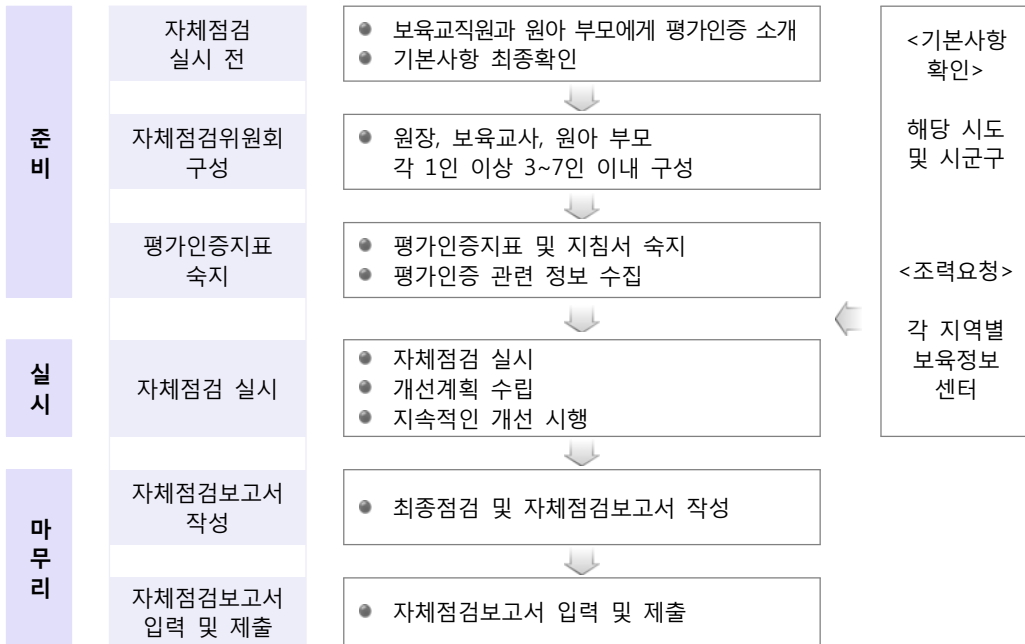 준
비
자체점검
실시 전
● 보육교직원과 원아 부모에게 평가인증 소개
● 기본사항 최종확인
자체점검위원회
구성
● 원장, 보육교사, 원아 부모
각 1인 이상 3~7인 이내 구성
평가인증지표
숙지
● 평가인증지표 및 지침서 숙지
● 평가인증 관련 정보 수집
실
시
자체점검 실시
● 자체점검 실시
● 개선계획 수립
● 지속적인 개선 시행
마
무
리
자체점검보고서
작성
● 최종점검 및 자체점검보고서 작성
자체점검보고서
입력 및 제출
● 자체점검보고서 입력 및 제출
<기본사항
확인>
해당 시도
및 시군구
<조력요청>
각 지역별
보육정보
센터